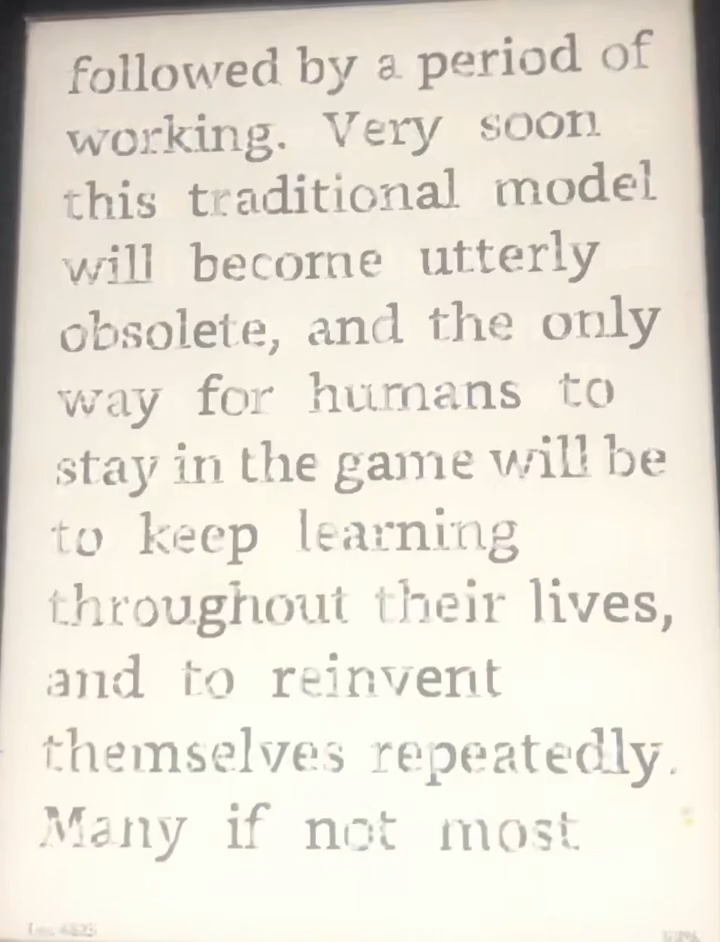 followed by a period of
working. Very soon
this traditional model
will become utterly
obsolete, and the only
way for humans to
stay in the game will be
to keep learning
throughout their lives,
and to reinvent
themselves repeatedly.
Many if not most